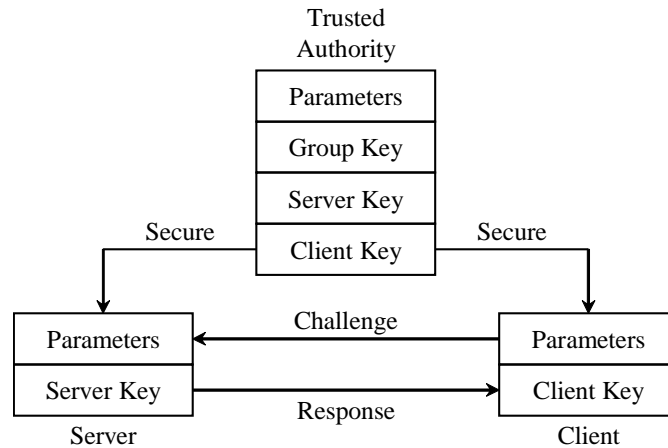 Trusted
Authority
Parameters
Group Key
Server Key
Client Key
Secure
Secure
Parameters
Server Key
Server
Challenge
Response
Parameters
Client Key
Client